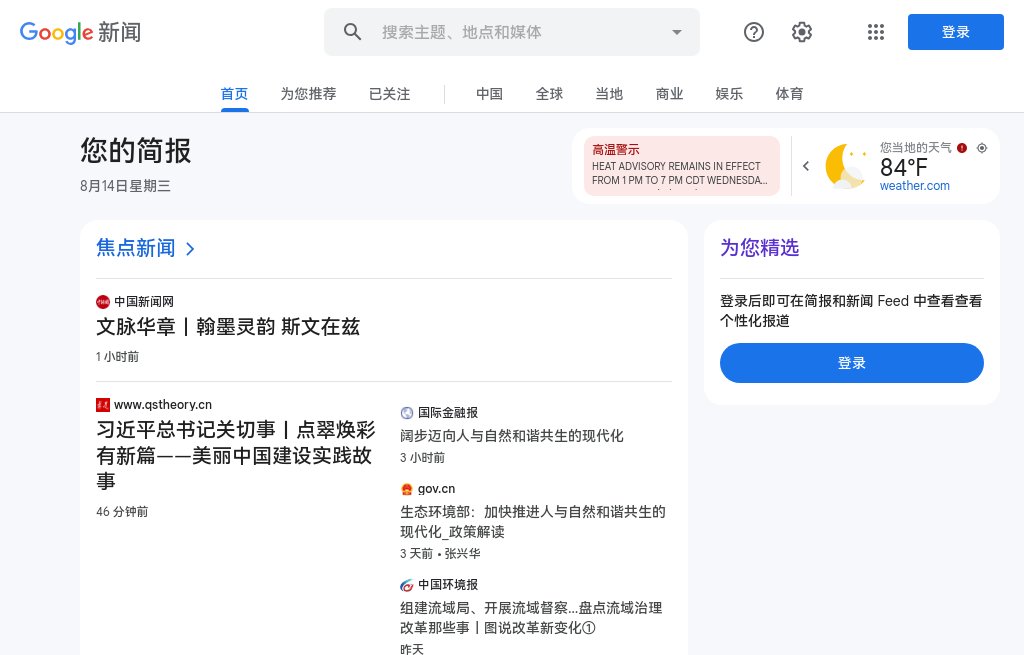 Google 新闻
搜索主题、地点和媒体
登录
首页
为您推荐
已关注
中国
全球
当地
商业
娱乐
体育
您的简报
8月14日星期三
高温警示
HEAT ADVISORY REMAINS IN EFFECT
FROM 1 PM TO 7 PM CDT WEDNESDA...
您当地的天气
84°F
weather.com
焦点新闻
中国新闻网
文脉华章丨翰墨灵韵 斯文在兹
1 小时前
www.qstheory.cn
习近平总书记关切事丨点翠焕彩
有新篇——美丽中国建设实践故
事
46 分钟前
国际金融报
阔步迈向人与自然和谐共生的现代化
3 小时前
gov.cn
生态环境部：加快推进人与自然和谐共生的
现代化_政策解读
3 天前 • 张兴华
中国环境报
组建流域局、开展流域督察…盘点流域治理
改革那些事丨图说改革新变化①
昨天
为您精选
登录后即可在简报和新闻 Feed 中查看查看
个性化报道
登录